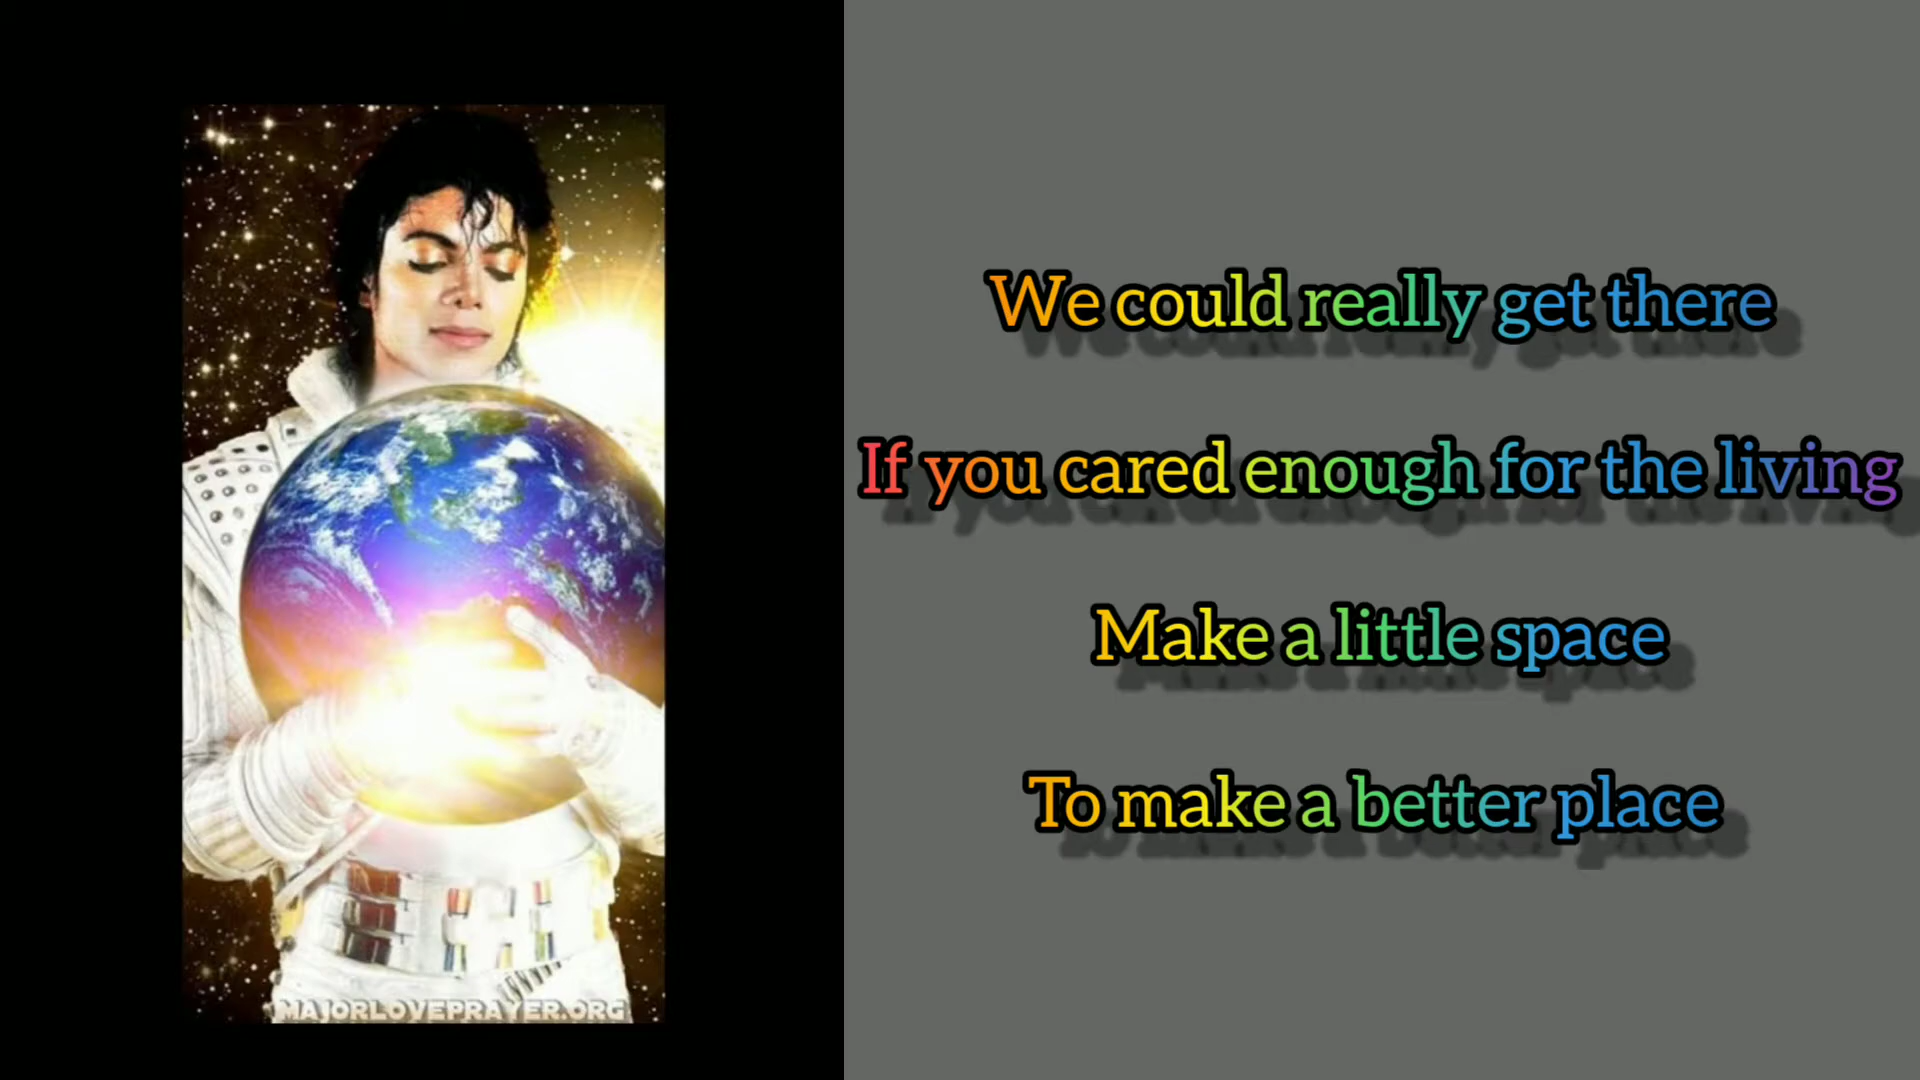 We could really get there
If you cared enough for the living
Make a little space
To make a better place
MAJORLOVEPRAYER.ORG